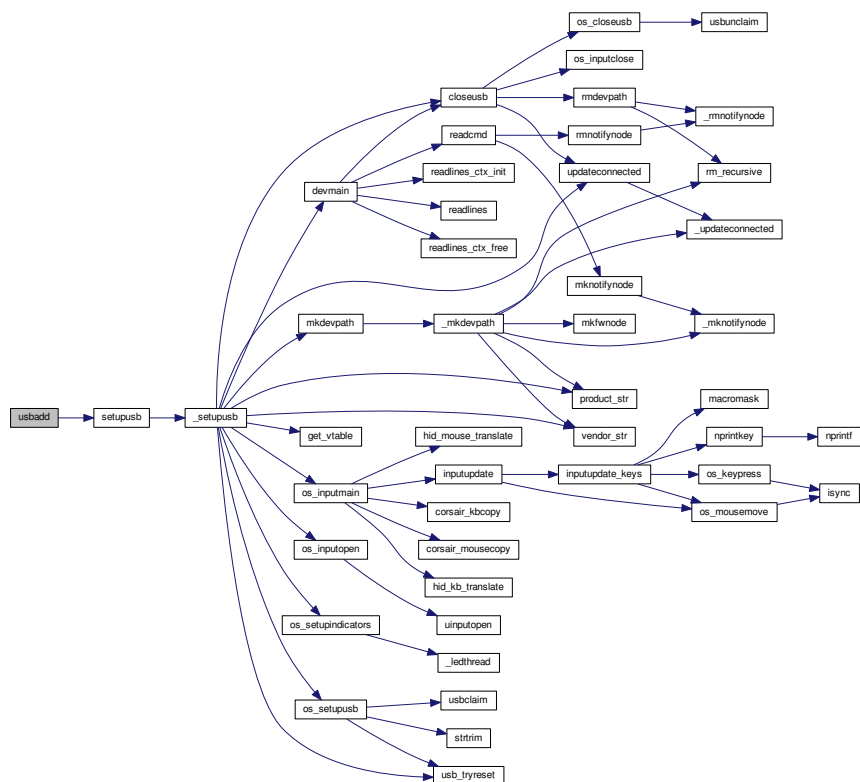 os_closeusb
usbunclaim
os_inputclose
closeusb
rmdevpath
_rmnotifynode
readcmd
rmnotifynode
readlines_ctx_init
updateconnected
rm_recursive
devmain
readlines
_updateconnected
readlines_ctx_free
mknotifynode
mkdevpath
_mkdevpath
mkfwnode
_mknotifynode
product_str
macromask
usbadd
setupusb
_setupusb
get_vtable
hid_mouse_translate
vendor_str
nprintkey
nprintf
inputupdate
inputupdate_keys
os_keypress
isync
os_inputmain
corsair_kbcopy
os_mousemove
os_inputopen
corsair_mousecopy
hid_kb_translate
os_setupindicators
uinputopen
_ledthread
os_setupusb
usbclaim
strtrim
usb_tryreset